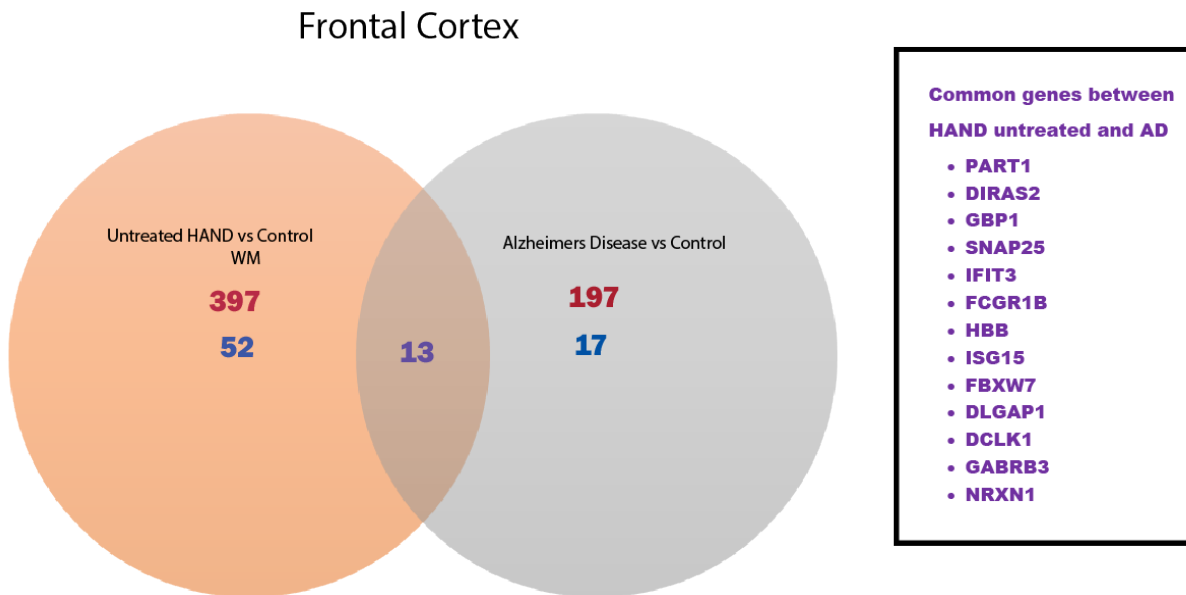 Frontal Cortex
Untreated HAND vs Control
WM
397
52
13
Alzheimers Disease vs Control
197
17
Common genes between
HAND untreated and AD
• PART1
• DIRAS2
• GBP1
• SNAP25
• IFIT3
• FCGR1B
• HBB
• ISG15
• FBXW7
• DLGAP1
• DCLK1
• GABRB3
• NRXN1